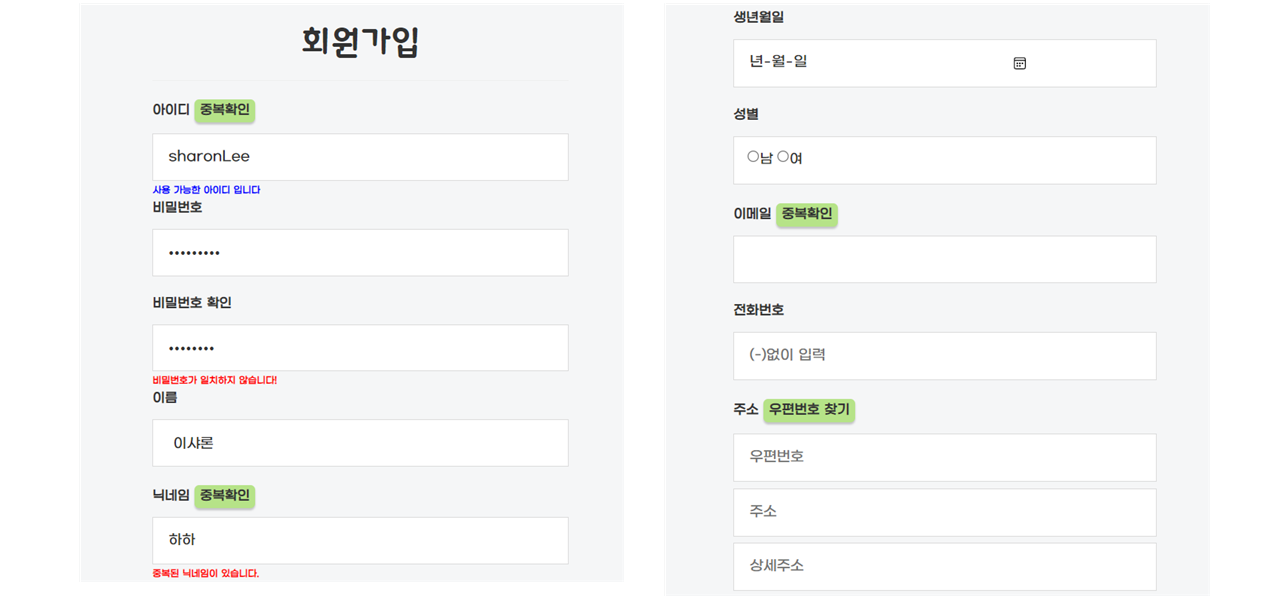 회원가입
아이디 중복확인
sharonLee
사용 가능한 아이디 입니다
비밀번호
•••••••••
비밀번호 확인
••••••••
비밀번호가 일치하지 않습니다!
이름
이샤론
닉네임 중복확인
하하
중복된 닉네임이 있습니다.
생년월일
년-월-일
성별
남 여
이메일 중복확인
전화번호
(-)없이 입력
주소 우편번호 찾기
우편번호
주소
상세주소